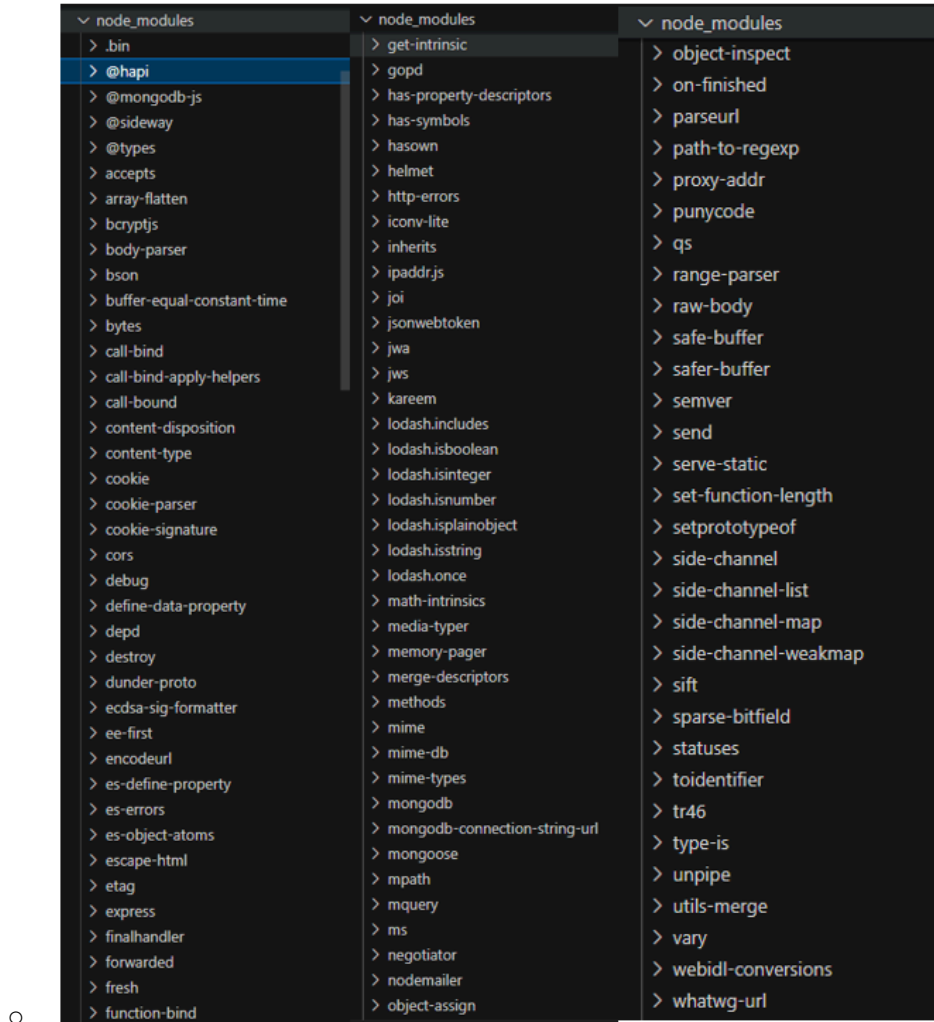 node_modules
.bin
@hapi
@mongodb-js
@sideway
@types
accepts
array-flatten
bcryptjs
body-parser
bson
buffer-equal-constant-time
bytes
call-bind
call-bind-apply-helpers
call-bound
content-disposition
content-type
cookie
cookie-parser
cookie-signature
cors
debug
define-data-property
depd
destroy
dunder-proto
ecdsa-sig-formatter
ee-first
encodeurl
es-define-property
es-errors
es-object-atoms
escape-html
etag
express
finalhandler
forwarded
fresh
function-bind
node_modules
get-intrinsic
gopd
has-property-descriptors
has-symbols
hasown
helmet
http-errors
iconv-lite
inherits
ipaddr.js
joi
jsonwebtoken
jwa
jws
kareem
lodash.includes
lodash.isboolean
lodash.isinteger
lodash.isnumber
lodash.isplainobject
lodash.isstring
lodash.once
math-intrinsics
media-typer
memory-pager
merge-descriptors
methods
mime
mime-db
mime-types
mongodb
mongodb-connection-string-url
mongoose
mpath
mquery
ms
negotiator
nodemailer
object-assign
node_modules
object-inspect
on-finished
parseurl
path-to-regexp
proxy-addr
punycode
qs
range-parser
raw-body
safe-buffer
safer-buffer
semver
send
serve-static
set-function-length
setprototypeof
side-channel
side-channel-list
side-channel-map
side-channel-weakmap
sift
sparse-bitfield
statuses
toidentifier
tr46
type-is
unpipe
utils-merge
vary
webidl-conversions
whatwg-url